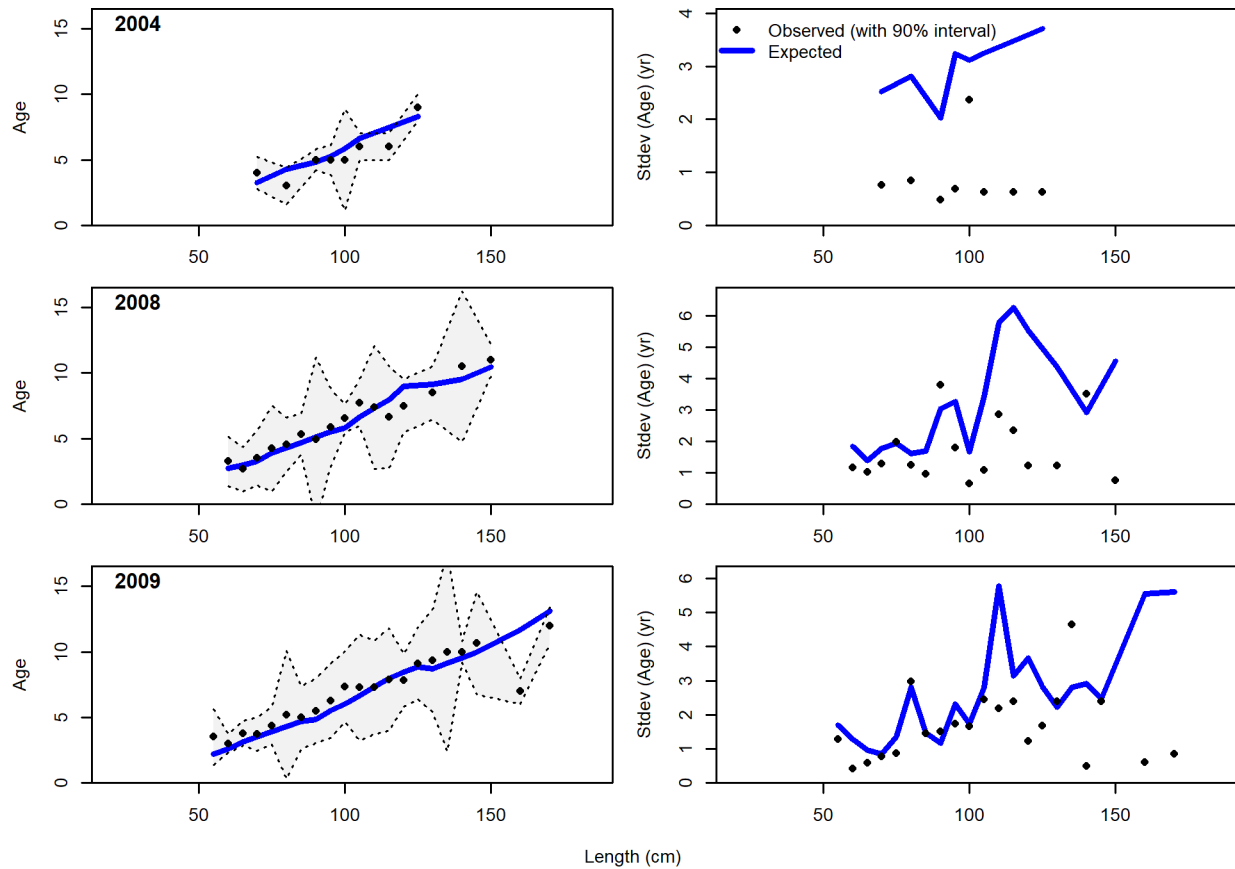 2004
Age
0 5 10 15
50 100 150
Stdev (Age) (yr)
0 1 2 3 4
Observed (with 90% interval)
Expected
50 100 150
2008
Age
0 5 10 15
50 100 150
Stdev (Age) (yr)
0 1 2 3 4 5 6
50 100 150
2009
Age
0 5 10 15
50 100 150
Stdev (Age) (yr)
0 1 2 3 4 5 6
50 100 150
Length (cm)